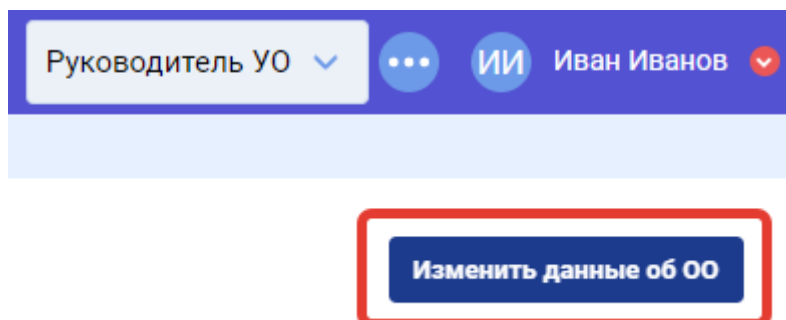 Руководитель УО ИИ Иван Иванов
Изменить данные об ОО